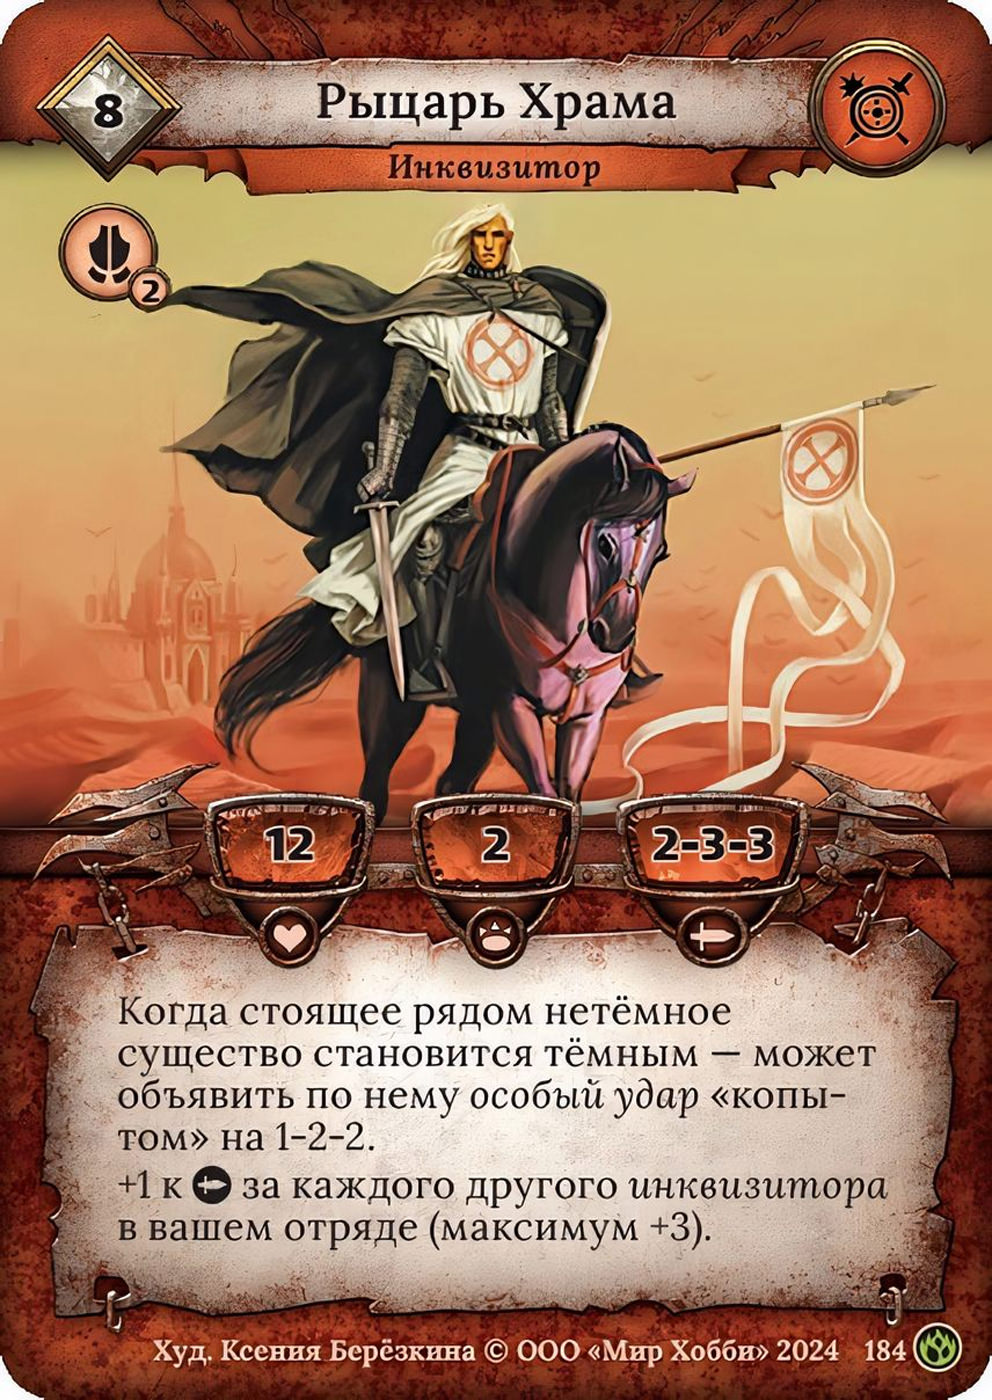 8
Рыцарь Храма
Инквизитор
2
12
2
2-3-3
Когда стоящее рядом нетёмное
существо становится тёмным — может
объявить по нему особый удар «копы-
том» на 1-2-2.
+1 к за каждого другого инквизитора
в вашем отряде (максимум +3).
Худ. Ксения Берёзкина © ООО «Мир Хобби» 2024 184